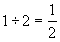 1 ÷ 2 = 1/2